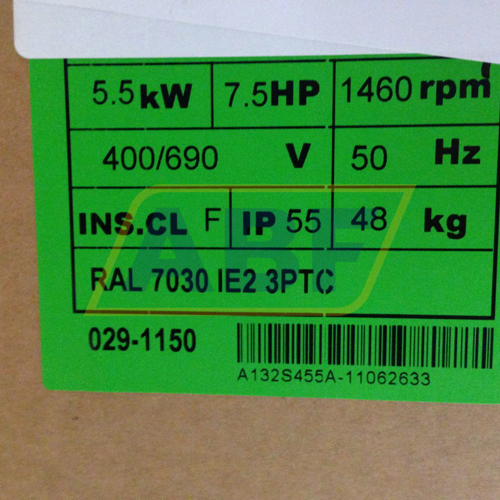 5.5 kW 7.5 HP 1460 rpm
400/690 V 50 Hz
INS.CL F IP 55 48 kg
ABF
RAL 7030 IE2 3PTC
029-1150
A132S455A-11062633